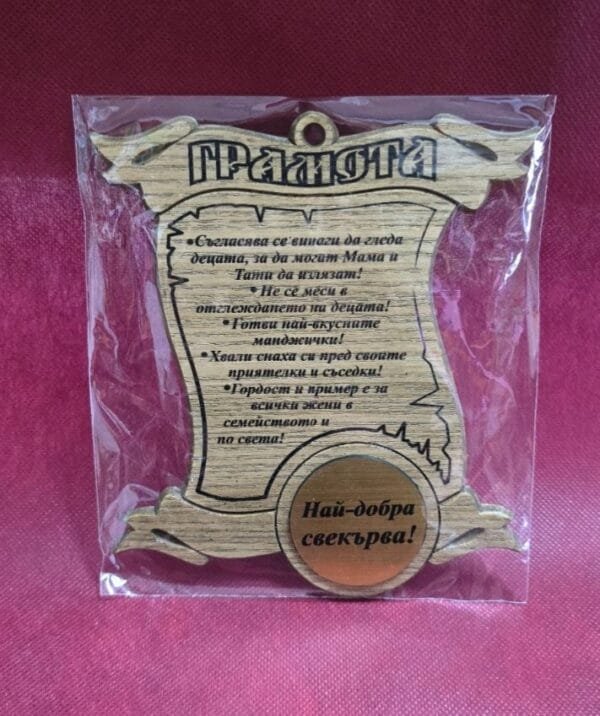 ГРАМОТА
•Съгласява се винаги да гледа
децата, за да могат Мама и
Тати да излязат!
•Не се меси в
отглеждането на децата!
•Готви най-вкусните
манджички!
•Хвали снаха си пред своите
приятелки и съседки!
•Гордост и пример е за
всички жени в
семейството и
по света!
Най-добра
свекърва!